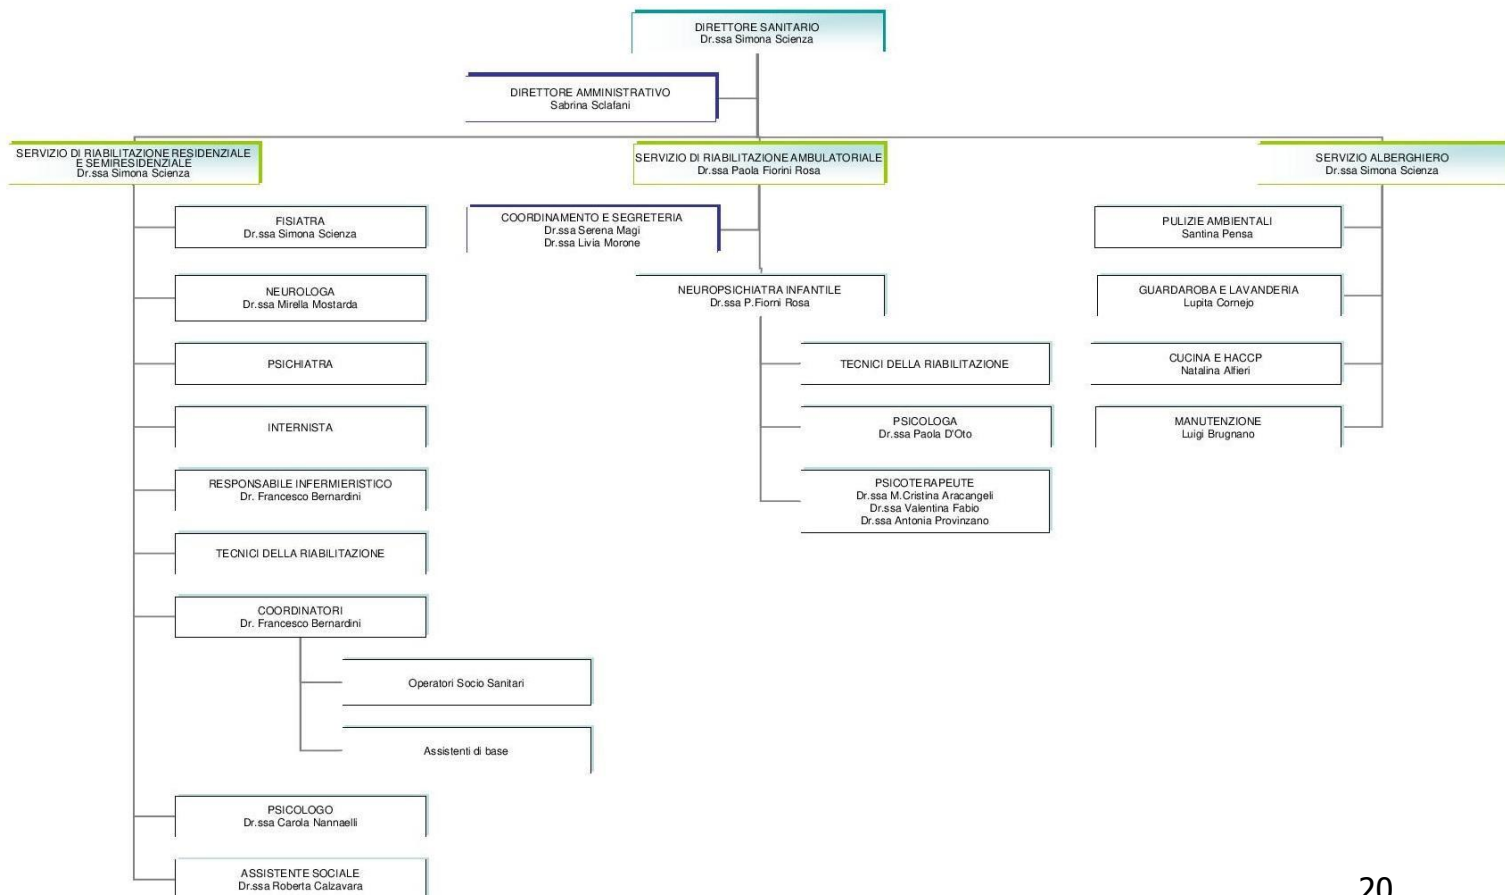 DIRETTORE SANITARIO
Dr.ssa Simona Scienza
DIRETTORE AMMINISTRATIVO
Sabrina Sclafani
SERVIZIO DI RIABILITAZIONE RESIDENZIALE
E SEMIRESIDENZIALE
Dr.ssa Simona Scienza
FISIATRA
Dr.ssa Simona Scienza
NEUROLOGA
Dr.ssa Mirella Mostarda
PSICHIATRA
INTERNISTA
RESPONSABILE INFERMIERISTICO
Dr. Francesco Bernardini
TECNICI DELLA RIABILITAZIONE
COORDINATORI
Dr. Francesco Bernardini
Operatori Socio Sanitari
Assistenti di base
PSICOLOGO
Dr.ssa Carola Nannaelli
ASSISTENTE SOCIALE
Dr.ssa Roberta Calzavara
SERVIZIO DI RIABILITAZIONE AMBULATORIALE
Dr.ssa Paola Fiorini Rosa
COORDINAMENTO E SEGRETERIA
Dr.ssa Serena Magi
Dr.ssa Livia Morone
NEUROPSICHIATRA INFANTILE
Dr.ssa P.Fiorni Rosa
TECNICI DELLA RIABILITAZIONE
PSICOLOGA
Dr.ssa Paola D'Oto
PSICOTERAPEUTE
Dr.ssa M.Cristina Aracangeli
Dr.ssa Valentina Fabio
Dr.ssa Antonia Provinzano
SERVIZIO ALBERGHIERO
Dr.ssa Simona Scienza
PULIZIE AMBIENTALI
Santina Pensa
GUARDAROBA E LAVANDERIA
Lupita Cornejo
CUCINA E HACCP
Natalina Alfieri
MANUTENZIONE
Luigi Brugnano
20